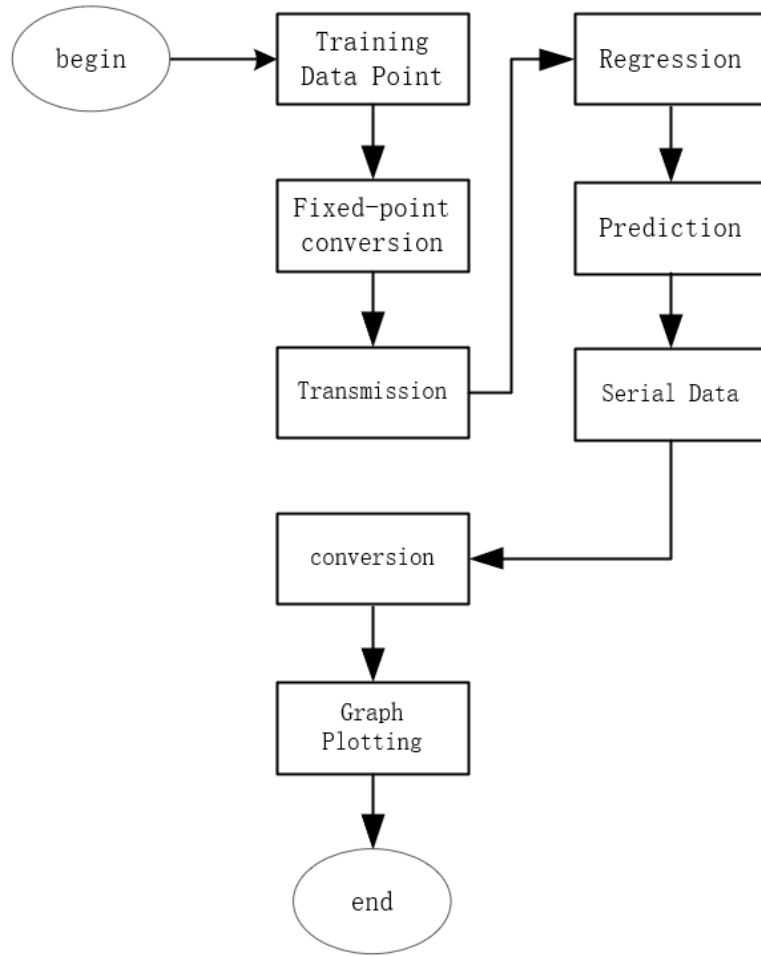 begin
Training
Data Point
Fixed-point
conversion
Transmission
Regression
Prediction
Serial Data
conversion
Graph
Plotting
end